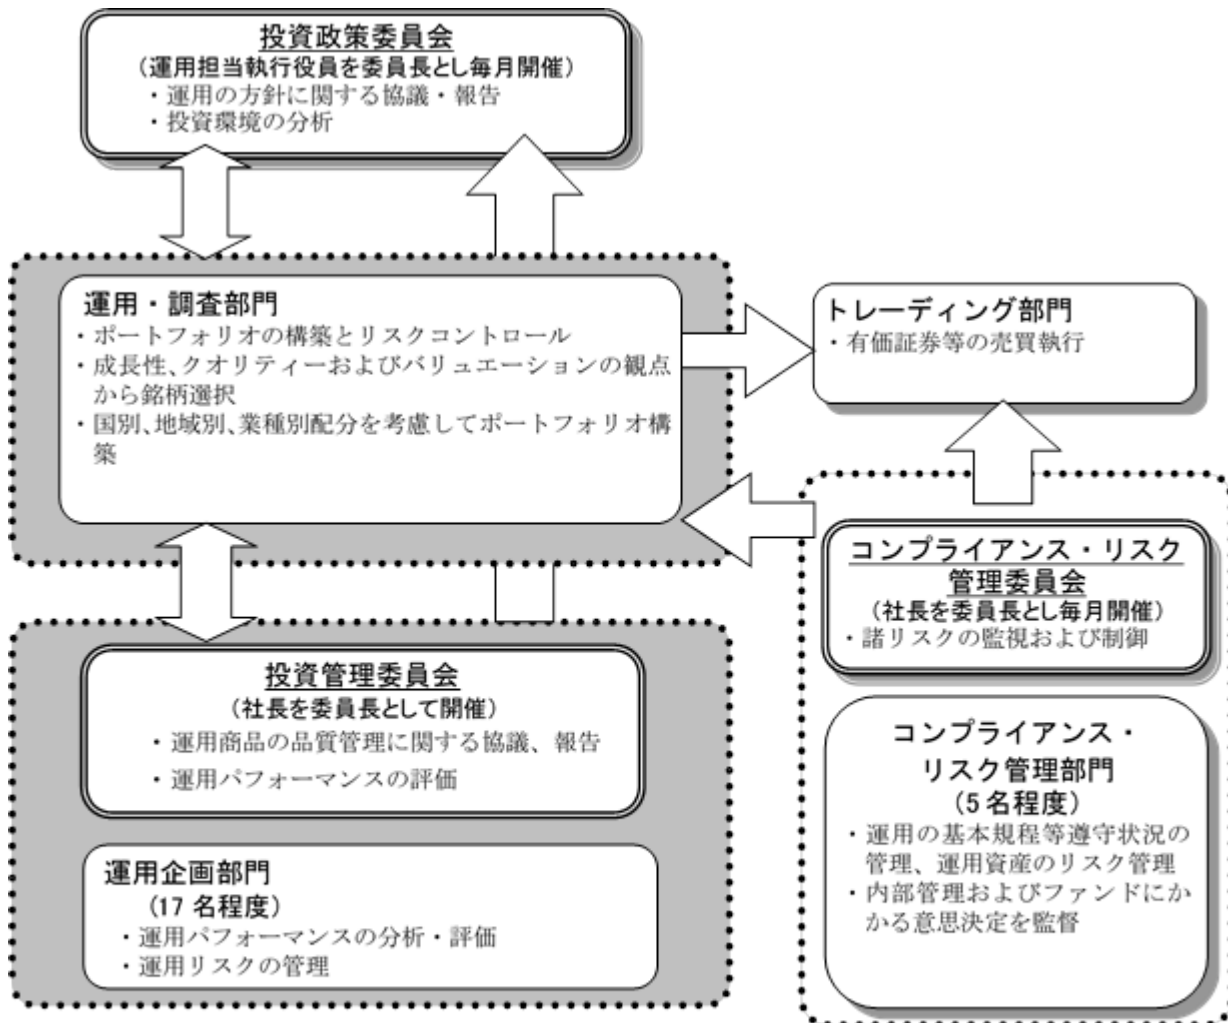 投資政策委員会
（運用担当執行役員を委員長とし毎月開催）
・運用の方針に関する協議・報告
・投資環境の分析
運用・調査部門
・ポートフォリオの構築とリスクコントロール
・成長性、クオリティーおよびバリュエーションの観点
から銘柄選択
・国別、地域別、業種別配分を考慮してポートフォリオ構
築
トレーディング部門
・有価証券等の売買執行
コンプライアンス・リスク
管理委員会
（社長を委員長とし毎月開催）
・諸リスクの監視および制御
投資管理委員会
（社長を委員長として開催）
・運用商品の品質管理に関する協議、報告
・運用パフォーマンスの評価
コンプライアンス・
リスク管理部門
（5 名程度）
・運用の基本規程等遵守状況の
管理、運用資産のリスク管理
・内部管理およびファンドにか
かる意思決定を監督
運用企画部門
（17 名程度）
・運用パフォーマンスの分析・評価
・運用リスクの管理